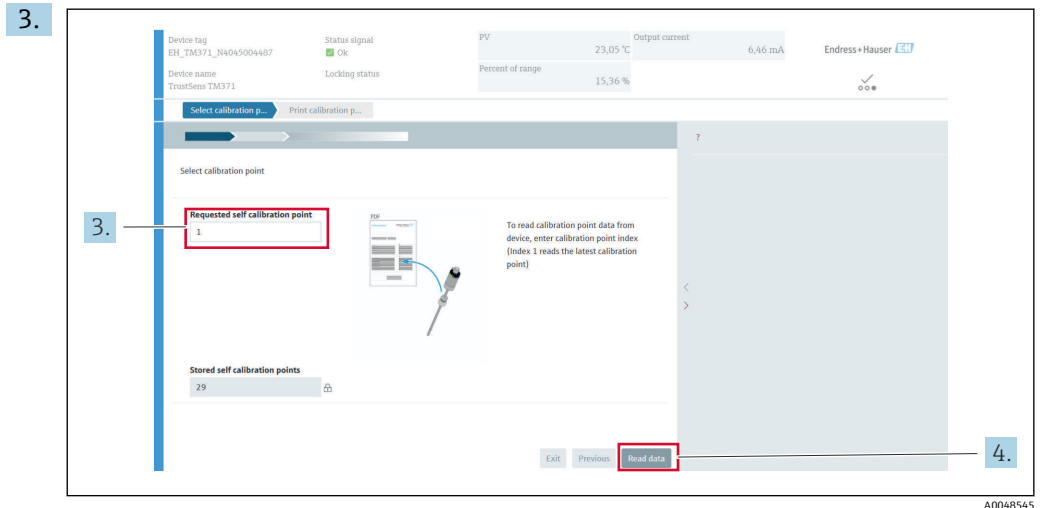 3.
Device tag
EH_TM371_N4045004487
Status signal
Ok
PV
23,05 °C
Output current
6,46 mA
Endress+Hauser EH
Device name
TrustSens TM371
Locking status
Percent of range
15,36 %
Select calibration p...
Print calibration p...
?
Select calibration point
3.
Requested self calibration point
1
PDF
To read calibration point data from
device, enter calibration point index
(Index 1 reads the latest calibration
point)
Stored self calibration points
29
Exit
Previous
Read data
4.
A0048545